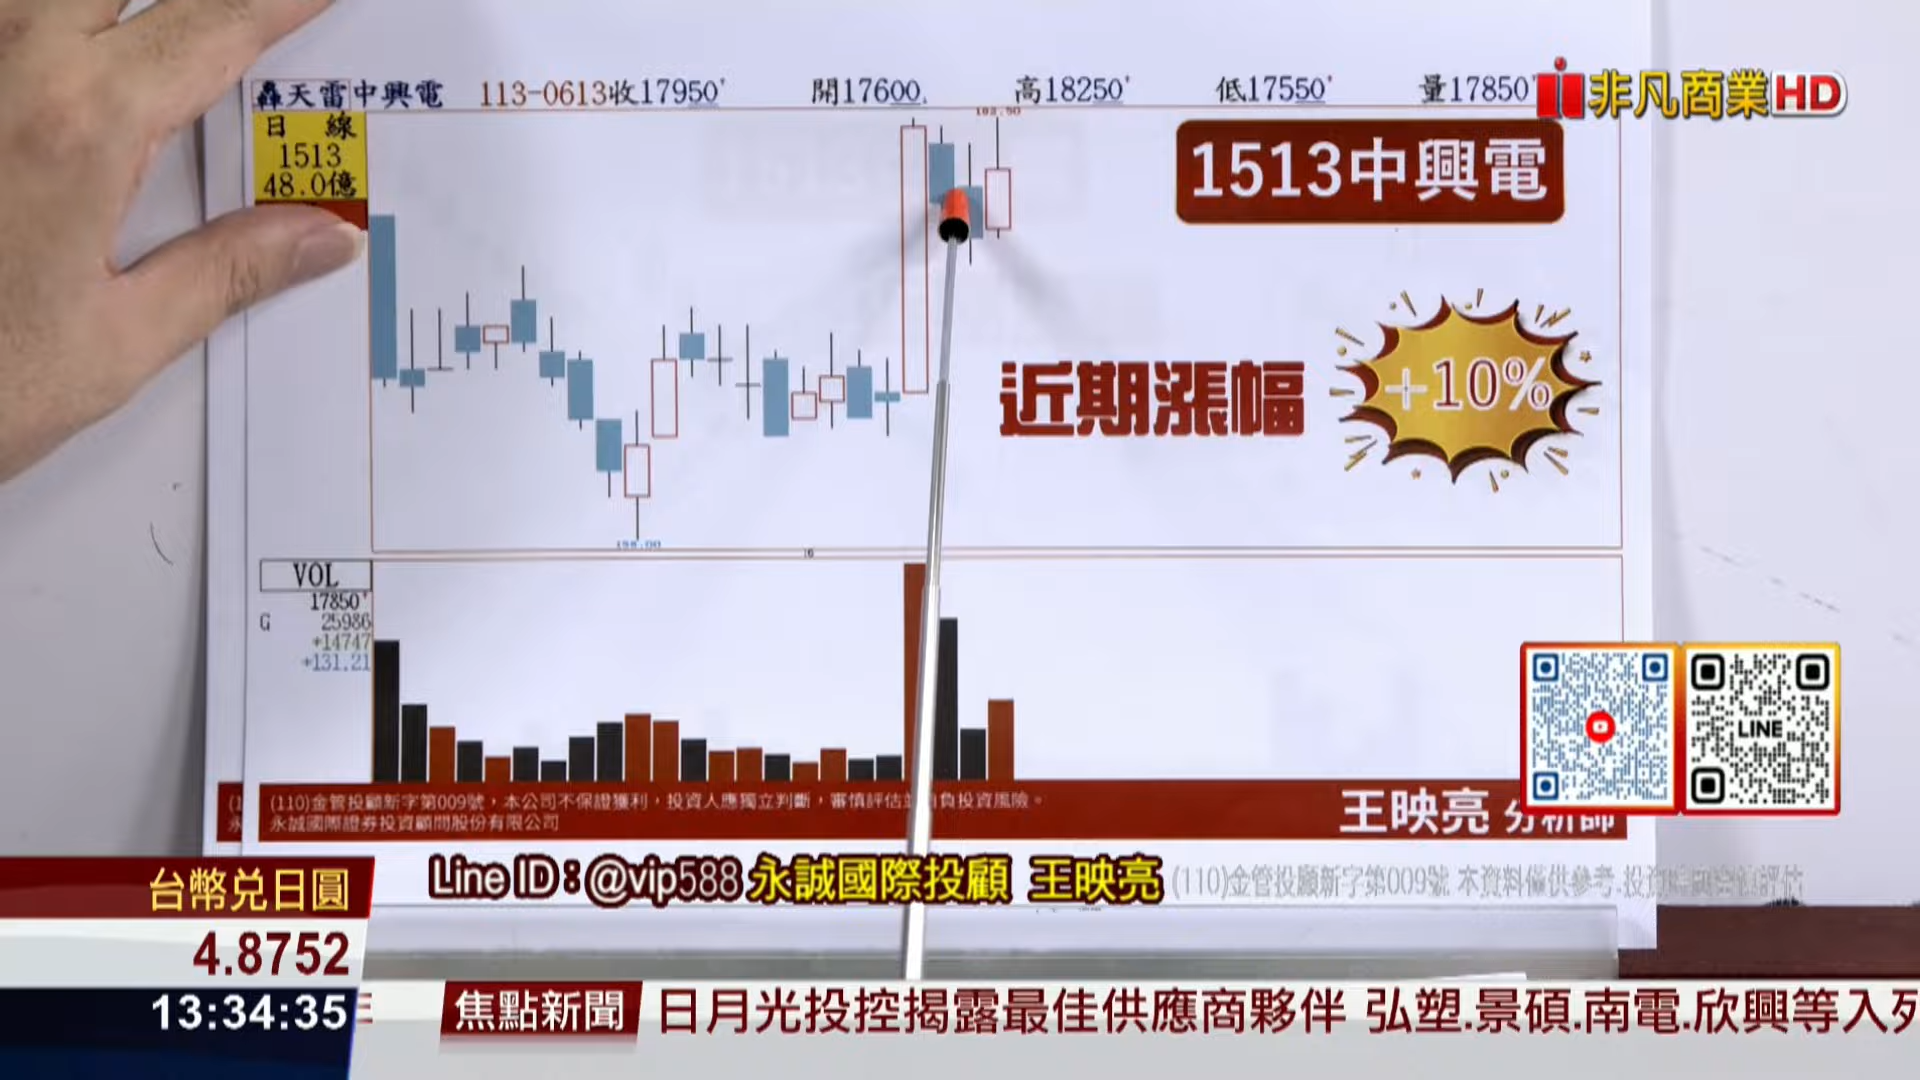 轟天雷中興電 113-0613收17950' 開17600. 高18250' 低17550' 量17850'
非凡商業HD
日 線
1513
48.0億
182.50
1513中興電
近期漲幅
+10%
VOL
17850'
G 25986
+14747
+131.21
LINE
(110)金管投顧新字第009號,本公司不保證獲利,投資人應獨立判斷,審慎評估並自負投資風險。
永誠國際證券投資顧問股份有限公司
王映亮 分析師
Line ID:@vip588 永誠國際投顧 王映亮
(110)金管投顧新字第009號 本資料僅供參考.投資
台幣兌日圓
4.8752
13:34:35
焦點新聞
日月光投控揭露最佳供應商夥伴 弘塑.景碩.南電.欣興等入列